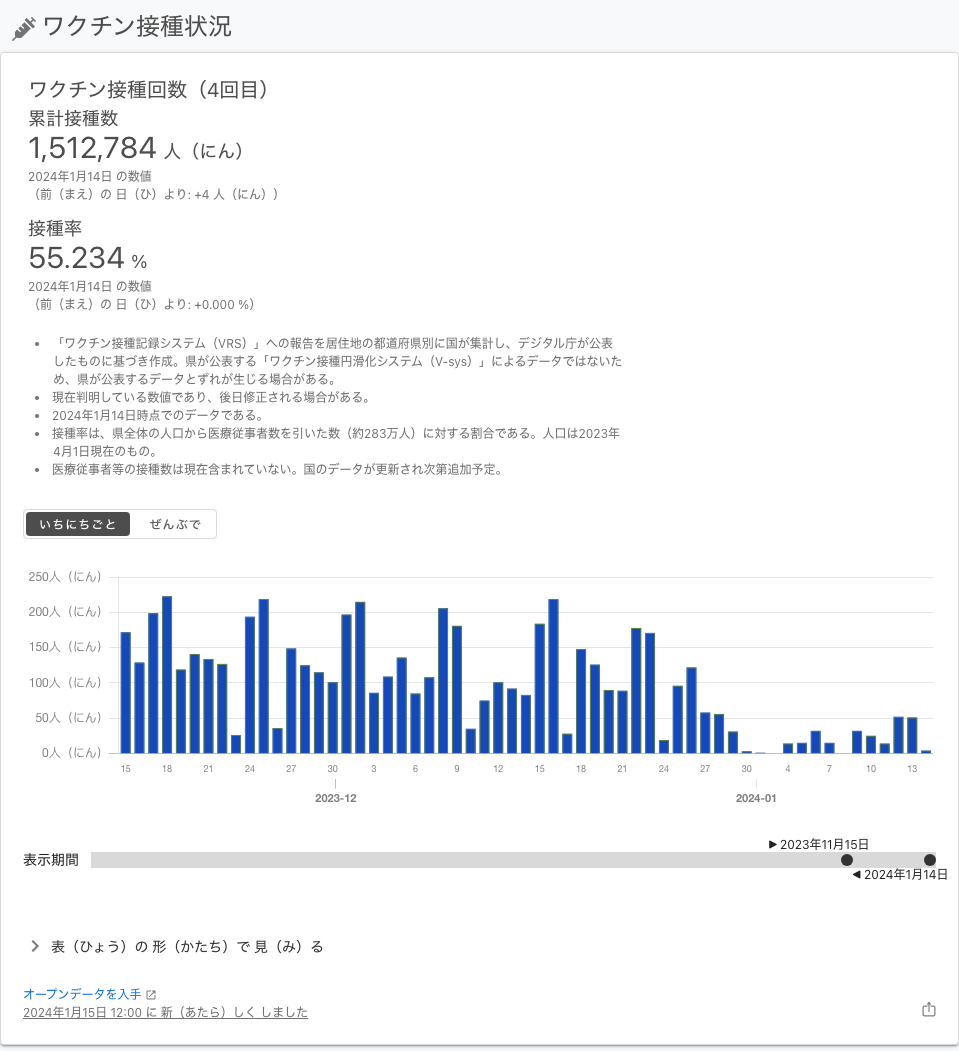 ワクチン接種状況
ワクチン接種回数（4回目）
累計接種数
1,512,784 人（にん）
2024年1月14日 の数値
（前（まえ）の 日（ひ）より: +4 人（にん））
接種率
55.234 %
2024年1月14日 の数値
（前（まえ）の 日（ひ）より: +0.000 %）
• 「ワクチン接種記録システム（VRS）」への報告を居住地の都道府県別に国が集計し、デジタル庁が公表
したものに基づき作成。県が公表する「ワクチン接種円滑化システム（V-sys）」によるデータではないた
め、県が公表するデータとずれが生じる場合がある。
• 現在判明している数値であり、後日修正される場合がある。
• 2024年1月14日時点でのデータである。
• 接種率は、県全体の人口から医療従事者数を引いた数（約283万人）に対する割合である。人口は2023年
4月1日現在のもの。
• 医療従事者等の接種数は現在含まれていない。国のデータが更新され次第追加予定。
いちにちごと ぜんぶで
250人（にん）
200人（にん）
150人（にん）
100人（にん）
50人（にん）
0人（にん）
15 18 21 24 27 30 3 6 9 12 15 18 21 24 27 30 4 7 10 13
2023-12 2024-01
▶ 2023年11月15日
表示期間
◀ 2024年1月14日
表（ひょう）の 形（かたち）で 見（み）る
オープンデータを入手
2024年1月15日 12:00 に 新（あたら）しく しました